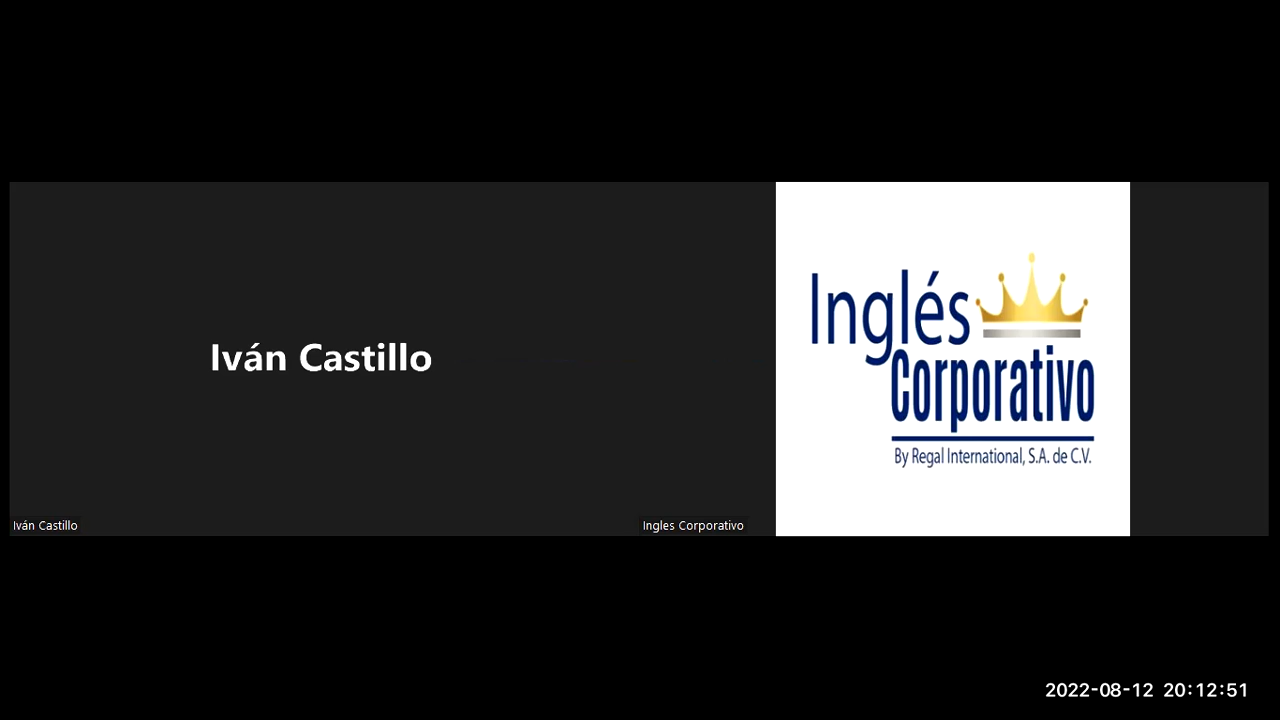 Iván Castillo
Iván Castillo
Inglés
Corporativo
By Regal International, S.A. de C.V.
Ingles Corporativo
2022-08-12 20:12:51